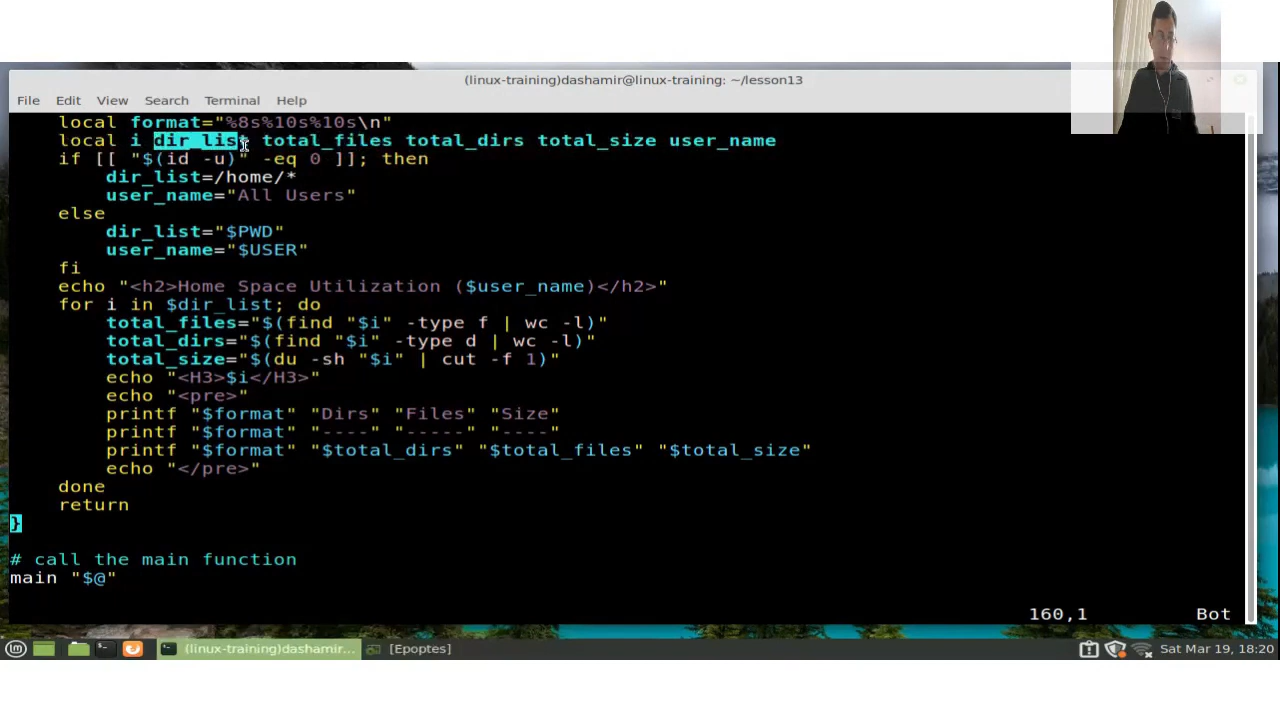 (linux-training)dashamir@linux-training: ~/lesson13
File Edit View Search Terminal Help
local format="%8s%10s%10s\n"
local i dir_list total_files total_dirs total_size user_name
if [[ "$(id -u)" -eq 0 ]]; then
dir_list=/home/*
user_name="All Users"
else
dir_list="$PWD"
user_name="$USER"
fi
echo "<h2>Home Space Utilization ($user_name)</h2>"
for i in $dir_list; do
total_files="$(find "$i" -type f | wc -l)"
total_dirs="$(find "$i" -type d | wc -l)"
total_size="$(du -sh "$i" | cut -f 1)"
echo "<H3>$i</H3>"
echo "<pre>"
printf "$format" "Dirs" "Files" "Size"
printf "$format" "----" "-----" "----"
printf "$format" "$total_dirs" "$total_files" "$total_size"
echo "</pre>"
done
return
}
# call the main function
main "$@"
160,1 Bot
(linux-training)dashamir... [Epoptes] Sat Mar 19, 18:20